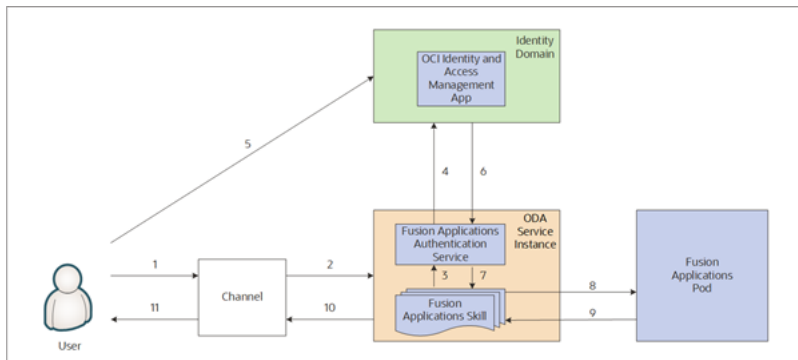 Identity
Domain
OCI Identity and
Access
Management
App
5
4
6
ODA
Service
Instance
Fusion Applications
Authentication
Service
Fusion
Applications
Pod
1
2
3
7
8
Channel
Fusion
Applications Skill
11
10
9
User